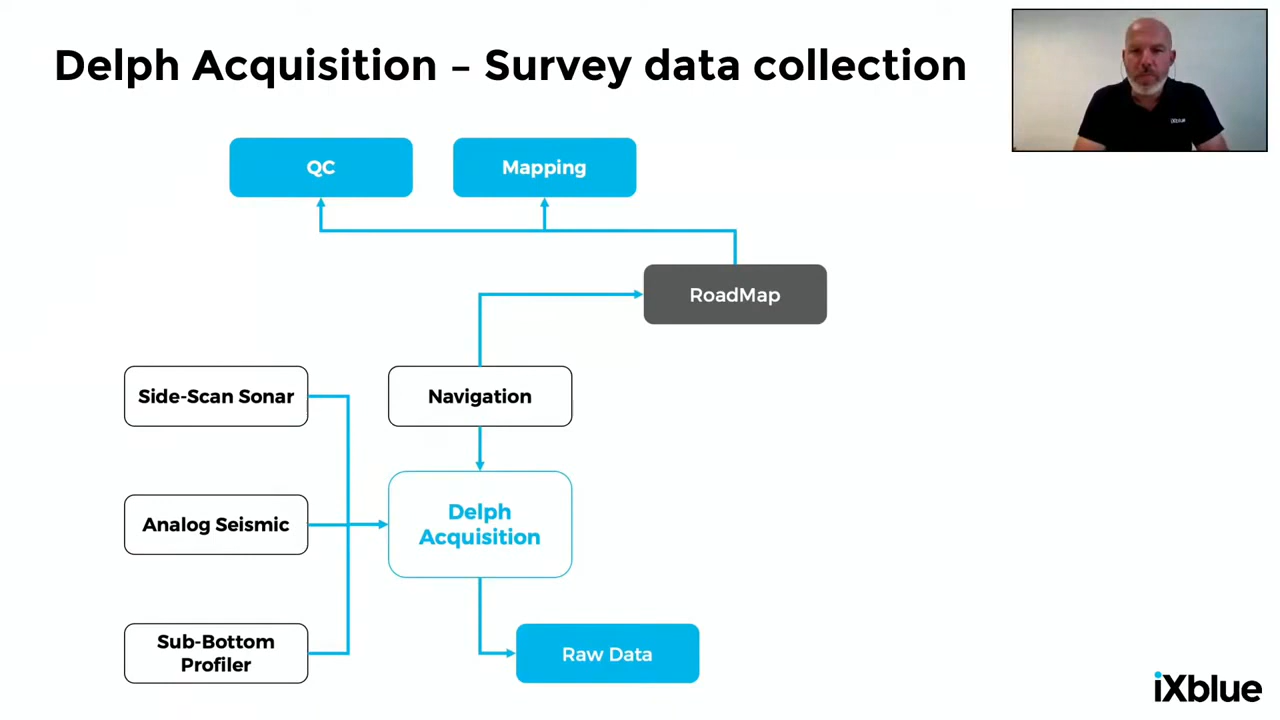 Delph Acquisition – Survey data collection
iXblue
QC
Mapping
RoadMap
Side-Scan Sonar
Navigation
Analog Seismic
Delph
Acquisition
Sub-Bottom
Profiler
Raw Data
iXblue